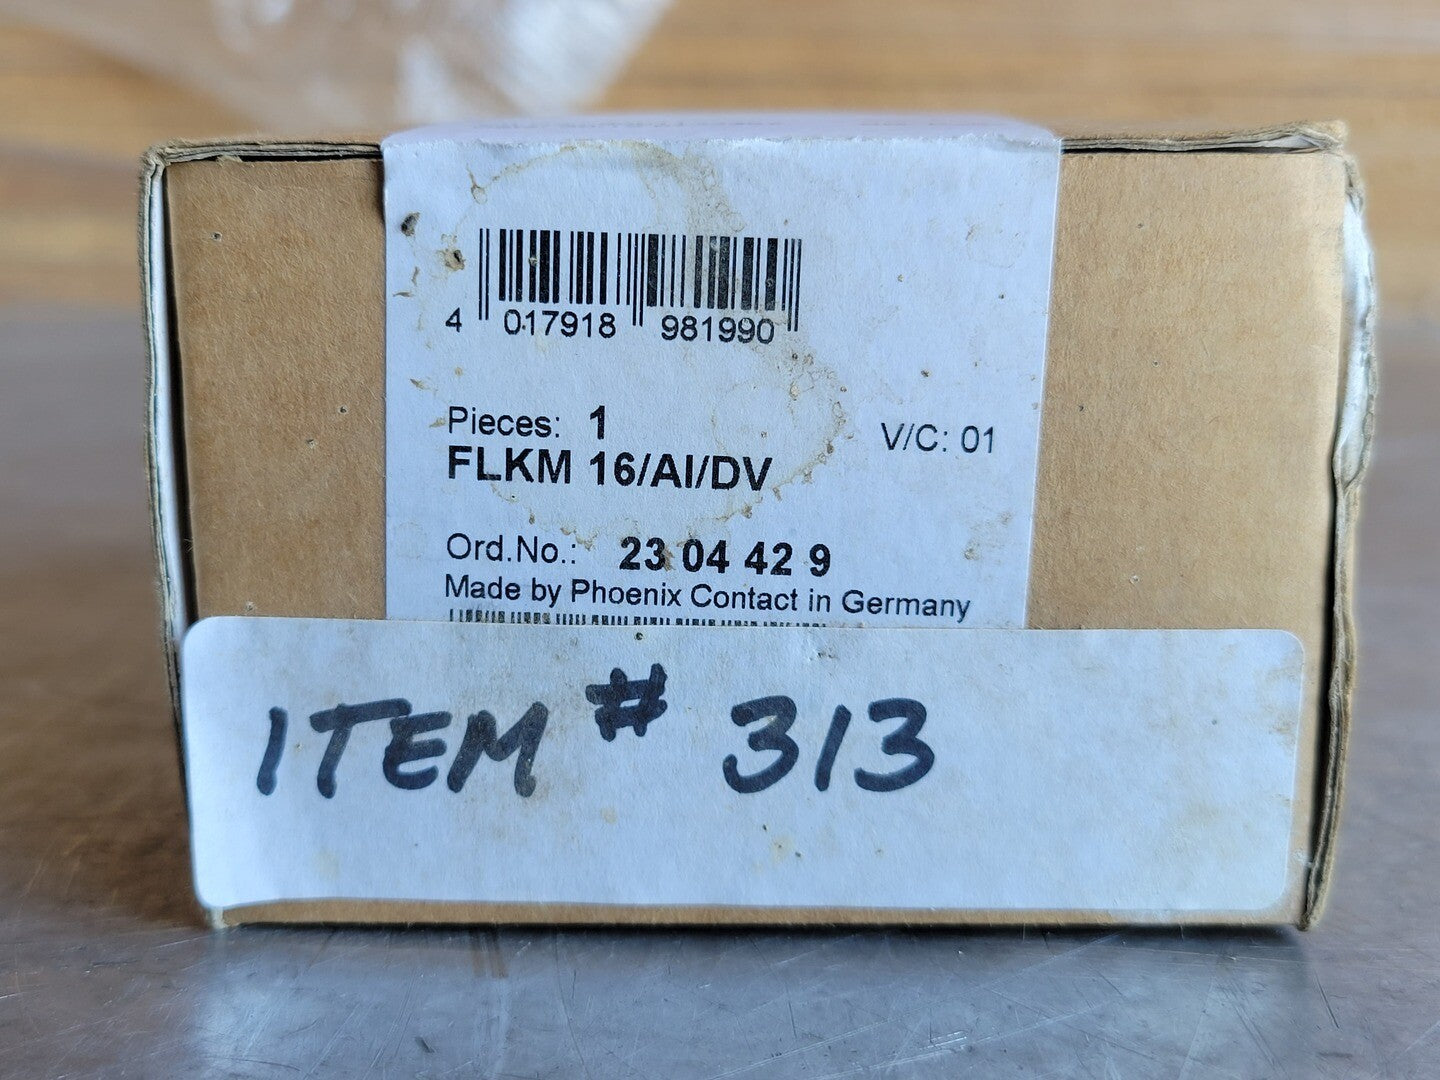 4 017918 981990
Pieces: 1
V/C: 01
FLKM 16/AI/DV
Ord.No.: 23 04 42 9
Made by Phoenix Contact in Germany
ITEM # 313